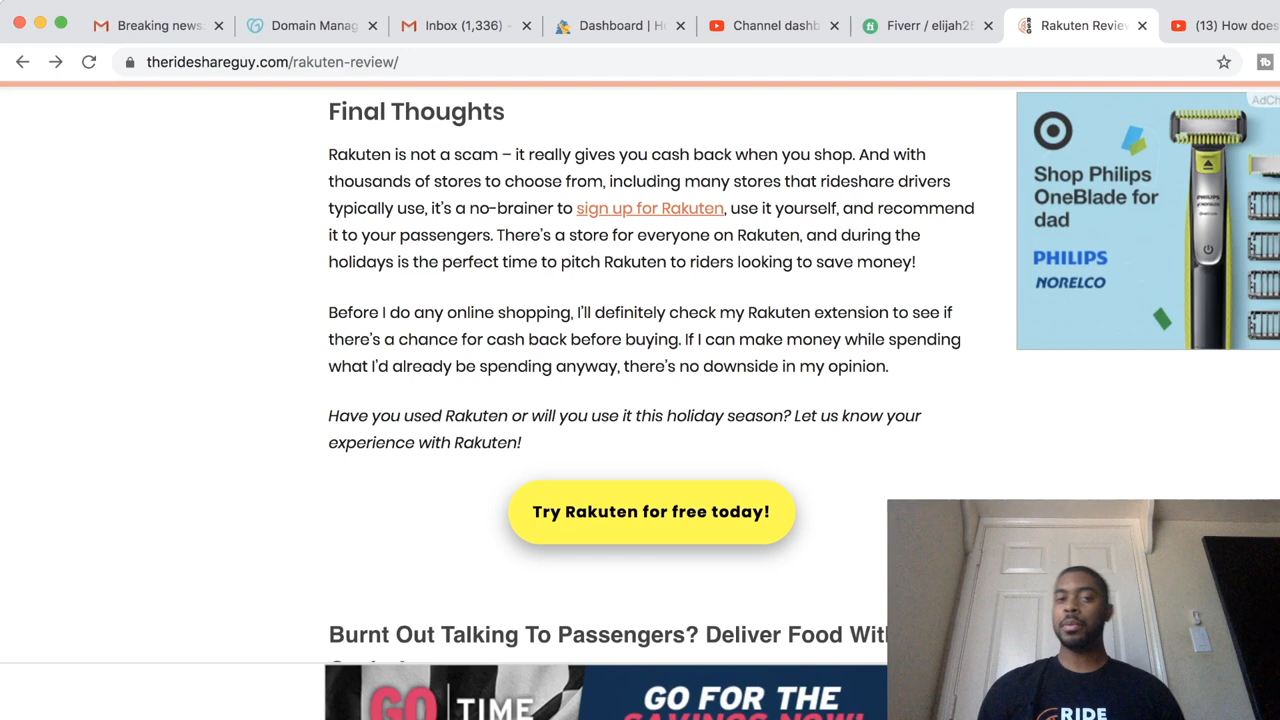 Breaking news:
Domain Manag
Inbox (1,336) -
Dashboard | Ho
Channel dashb
Fiverr / elijah25
Rakuten Review
(13) How does
therideshareguy.com/rakuten-review/
Final Thoughts
Rakuten is not a scam – it really gives you cash back when you shop. And with
thousands of stores to choose from, including many stores that rideshare drivers
typically use, it's a no-brainer to sign up for Rakuten, use it yourself, and recommend
it to your passengers. There's a store for everyone on Rakuten, and during the
holidays is the perfect time to pitch Rakuten to riders looking to save money!
Before I do any online shopping, I'll definitely check my Rakuten extension to see if
there's a chance for cash back before buying. If I can make money while spending
what I'd already be spending anyway, there's no downside in my opinion.
Have you used Rakuten or will you use it this holiday season? Let us know your
experience with Rakuten!
Try Rakuten for free today!
Burnt Out Talking To Passengers? Deliver Food With
AdCh
Shop Philips
OneBlade for
dad
PHILIPS
NORELCO
GO TIME
GO FOR THE
SAVINGS NOW!
RIDE